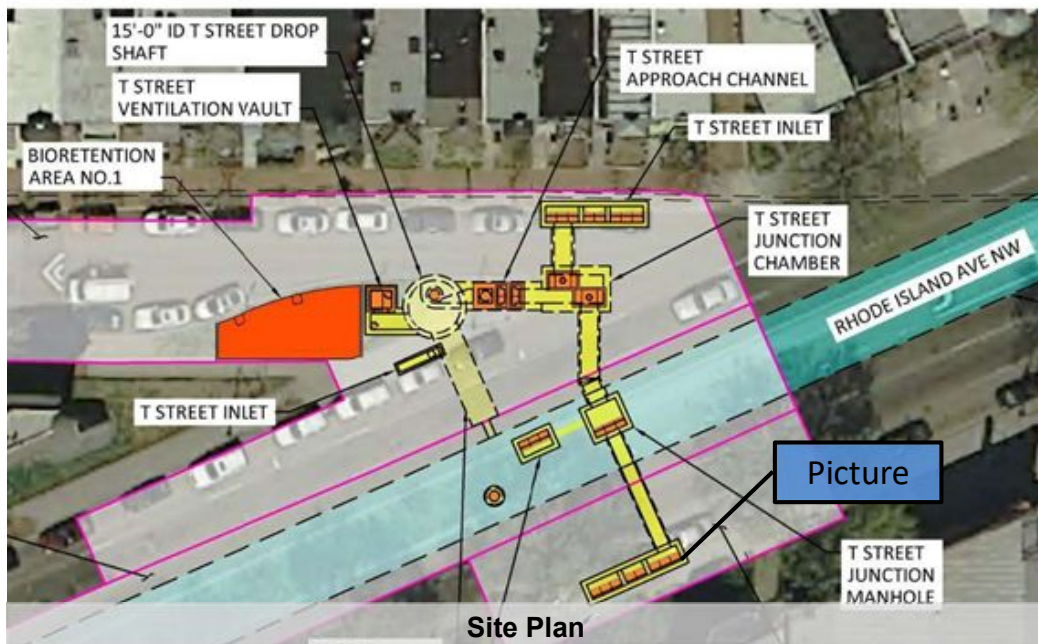 15'-0" ID T STREET DROP
SHAFT
T STREET
VENTILATION VAULT
BIORETENTION
AREA NO.1
T STREET
APPROACH CHANNEL
T STREET INLET
T STREET
JUNCTION
CHAMBER
RHODE ISLAND AVE NW
T STREET INLET
Picture
T STREET
JUNCTION
MANHOLE
Site Plan